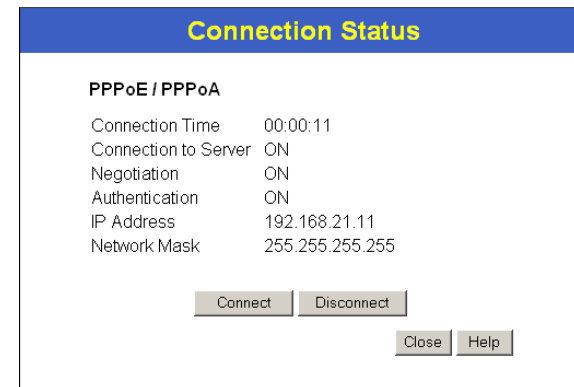 Connection Status
PPPoE / PPPoA
Connection Time 00:00:11
Connection to Server ON
Negotiation ON
Authentication ON
IP Address 192.168.21.11
Network Mask 255.255.255.255
Connect Disconnect
Close Help